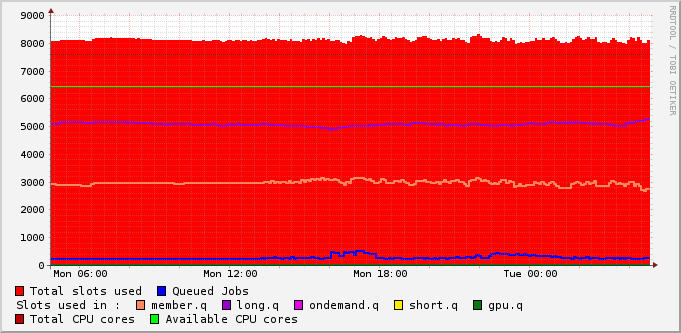 9000
8000
7000
6000
5000
4000
3000
2000
1000
0
Mon 06:00 Mon 12:00 Mon 18:00 Tue 00:00
RRDTOOL / TOBI OETIKER
Total slots used Queued Jobs
Slots used in : member.q long.q ondemand.q short.q gpu.q
Total CPU cores Available CPU cores